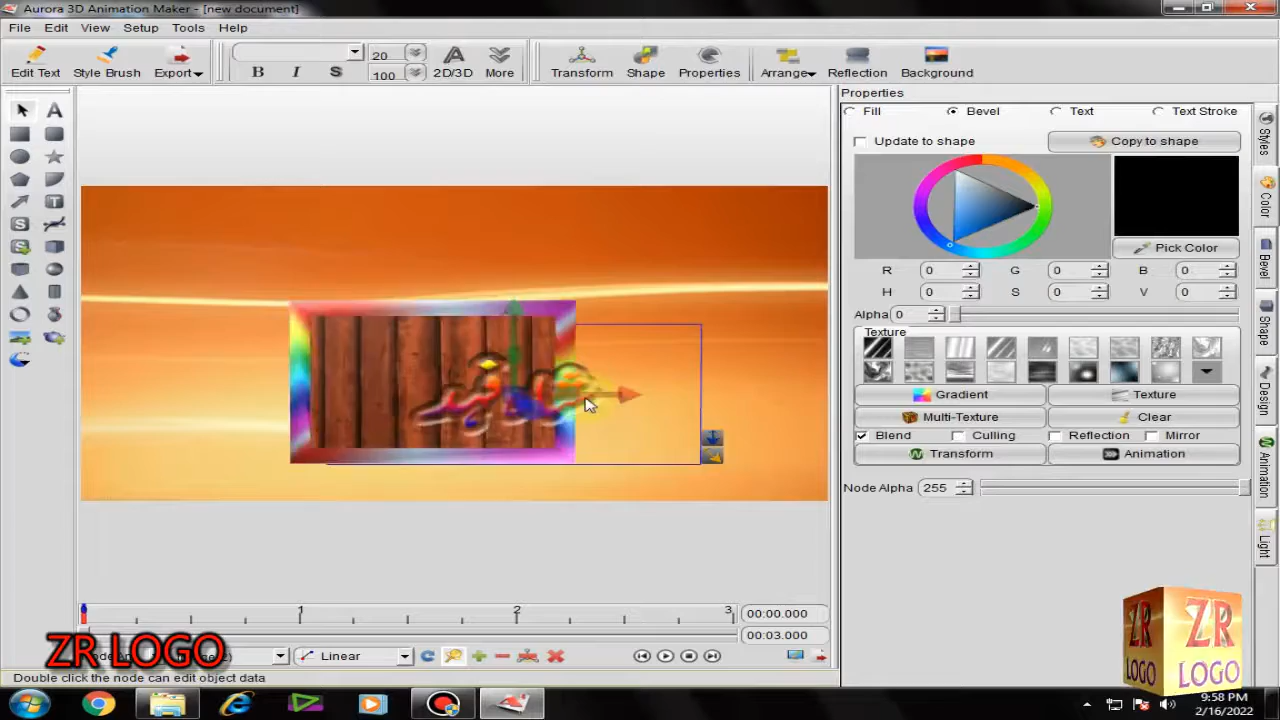 Aurora 3D Animation Maker - [new document]
File Edit View Setup Tools Help
Edit Text Style Brush Export
20
100
B I S 2D/3D More
Transform Shape Properties Arrange Reflection Background
Properties
Fill Bevel Text Text Stroke
Update to shape Copy to shape
Pick Color
R 0 G 0 B 0
H 0 S 0 V 0
Alpha 0
Texture
Gradient Texture
Multi-Texture Clear
Blend Culling Reflection Mirror
Transform Animation
Node Alpha 255
Styles
Color
Bevel
Shape
Design
Animation
Light
1 2 3
00:00.000
00:03.000
Linear
ZR LOGO
Double click the node can edit object data
ZR
LOGO
ZR
LOGO
9:58 PM
2/16/2022